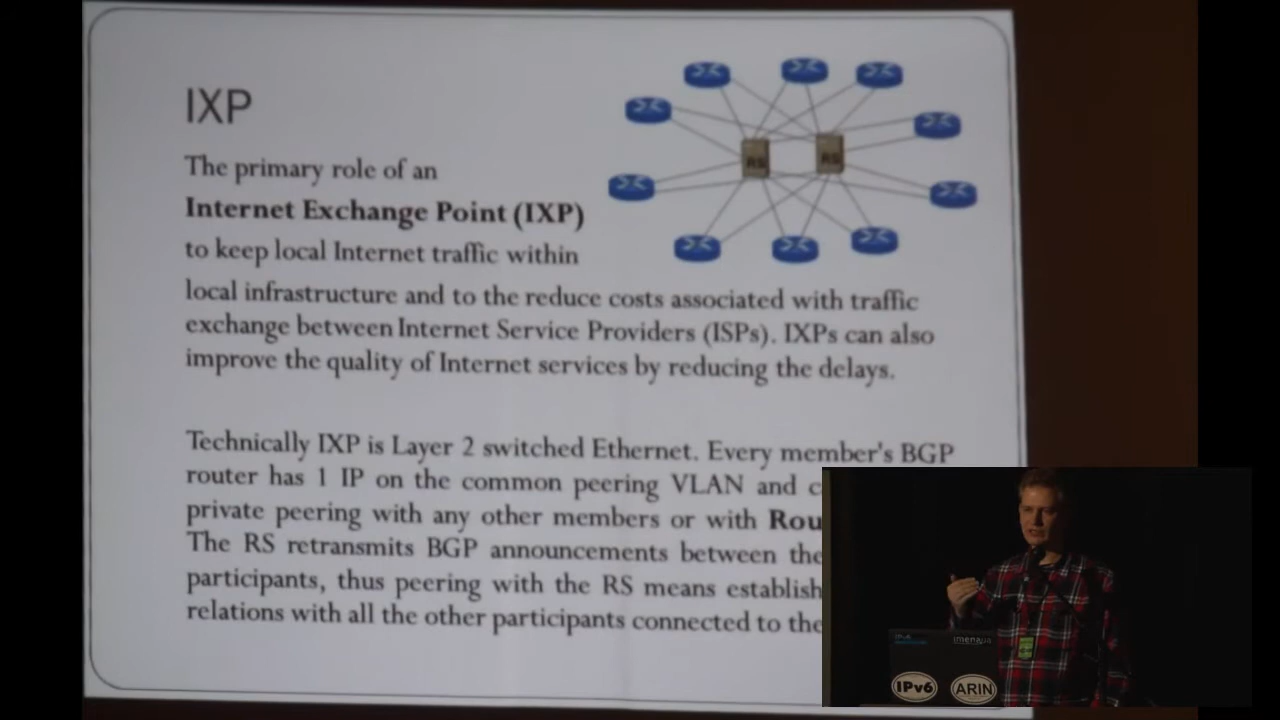 IXP
RS
RS
The primary role of an
Internet Exchange Point (IXP)
to keep local Internet traffic within
local infrastructure and to the reduce costs associated with traffic
exchange between Internet Service Providers (ISPs). IXPs can also
improve the quality of Internet services by reducing the delays.
Technically IXP is Layer 2 switched Ethernet. Every member's BGP
router has 1 IP on the common peering VLAN and
private peering with any other members or with
The RS retransmits BGP announcements between the
participants, thus peering with the RS means
relations with all the other participants connected to the
IPv6
IPv6
ARIN